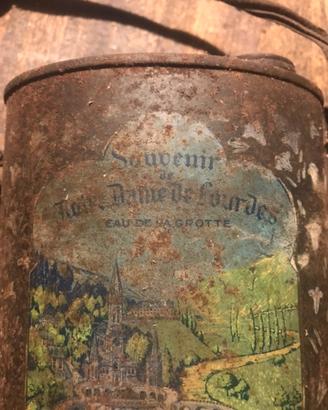 Souvenir
de
Notre Dame De Lourdes
EAU DE LA GROTTE